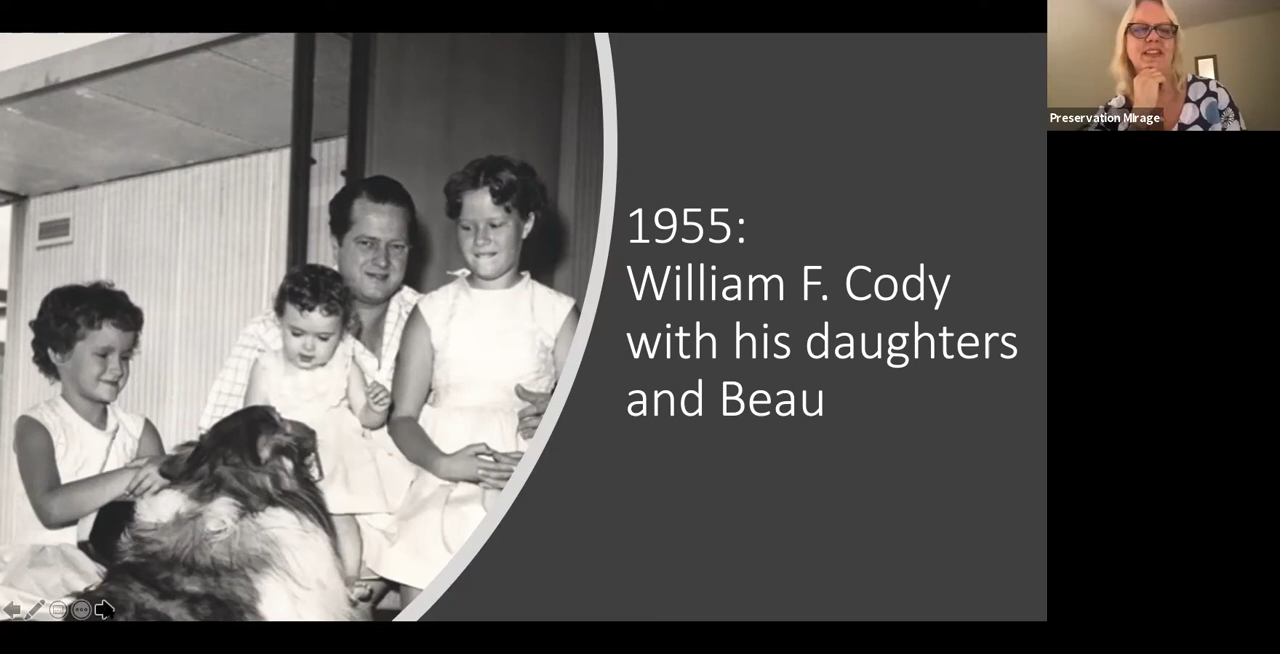 1955:
William F. Cody
with his daughters
and Beau
Preservation MIrage